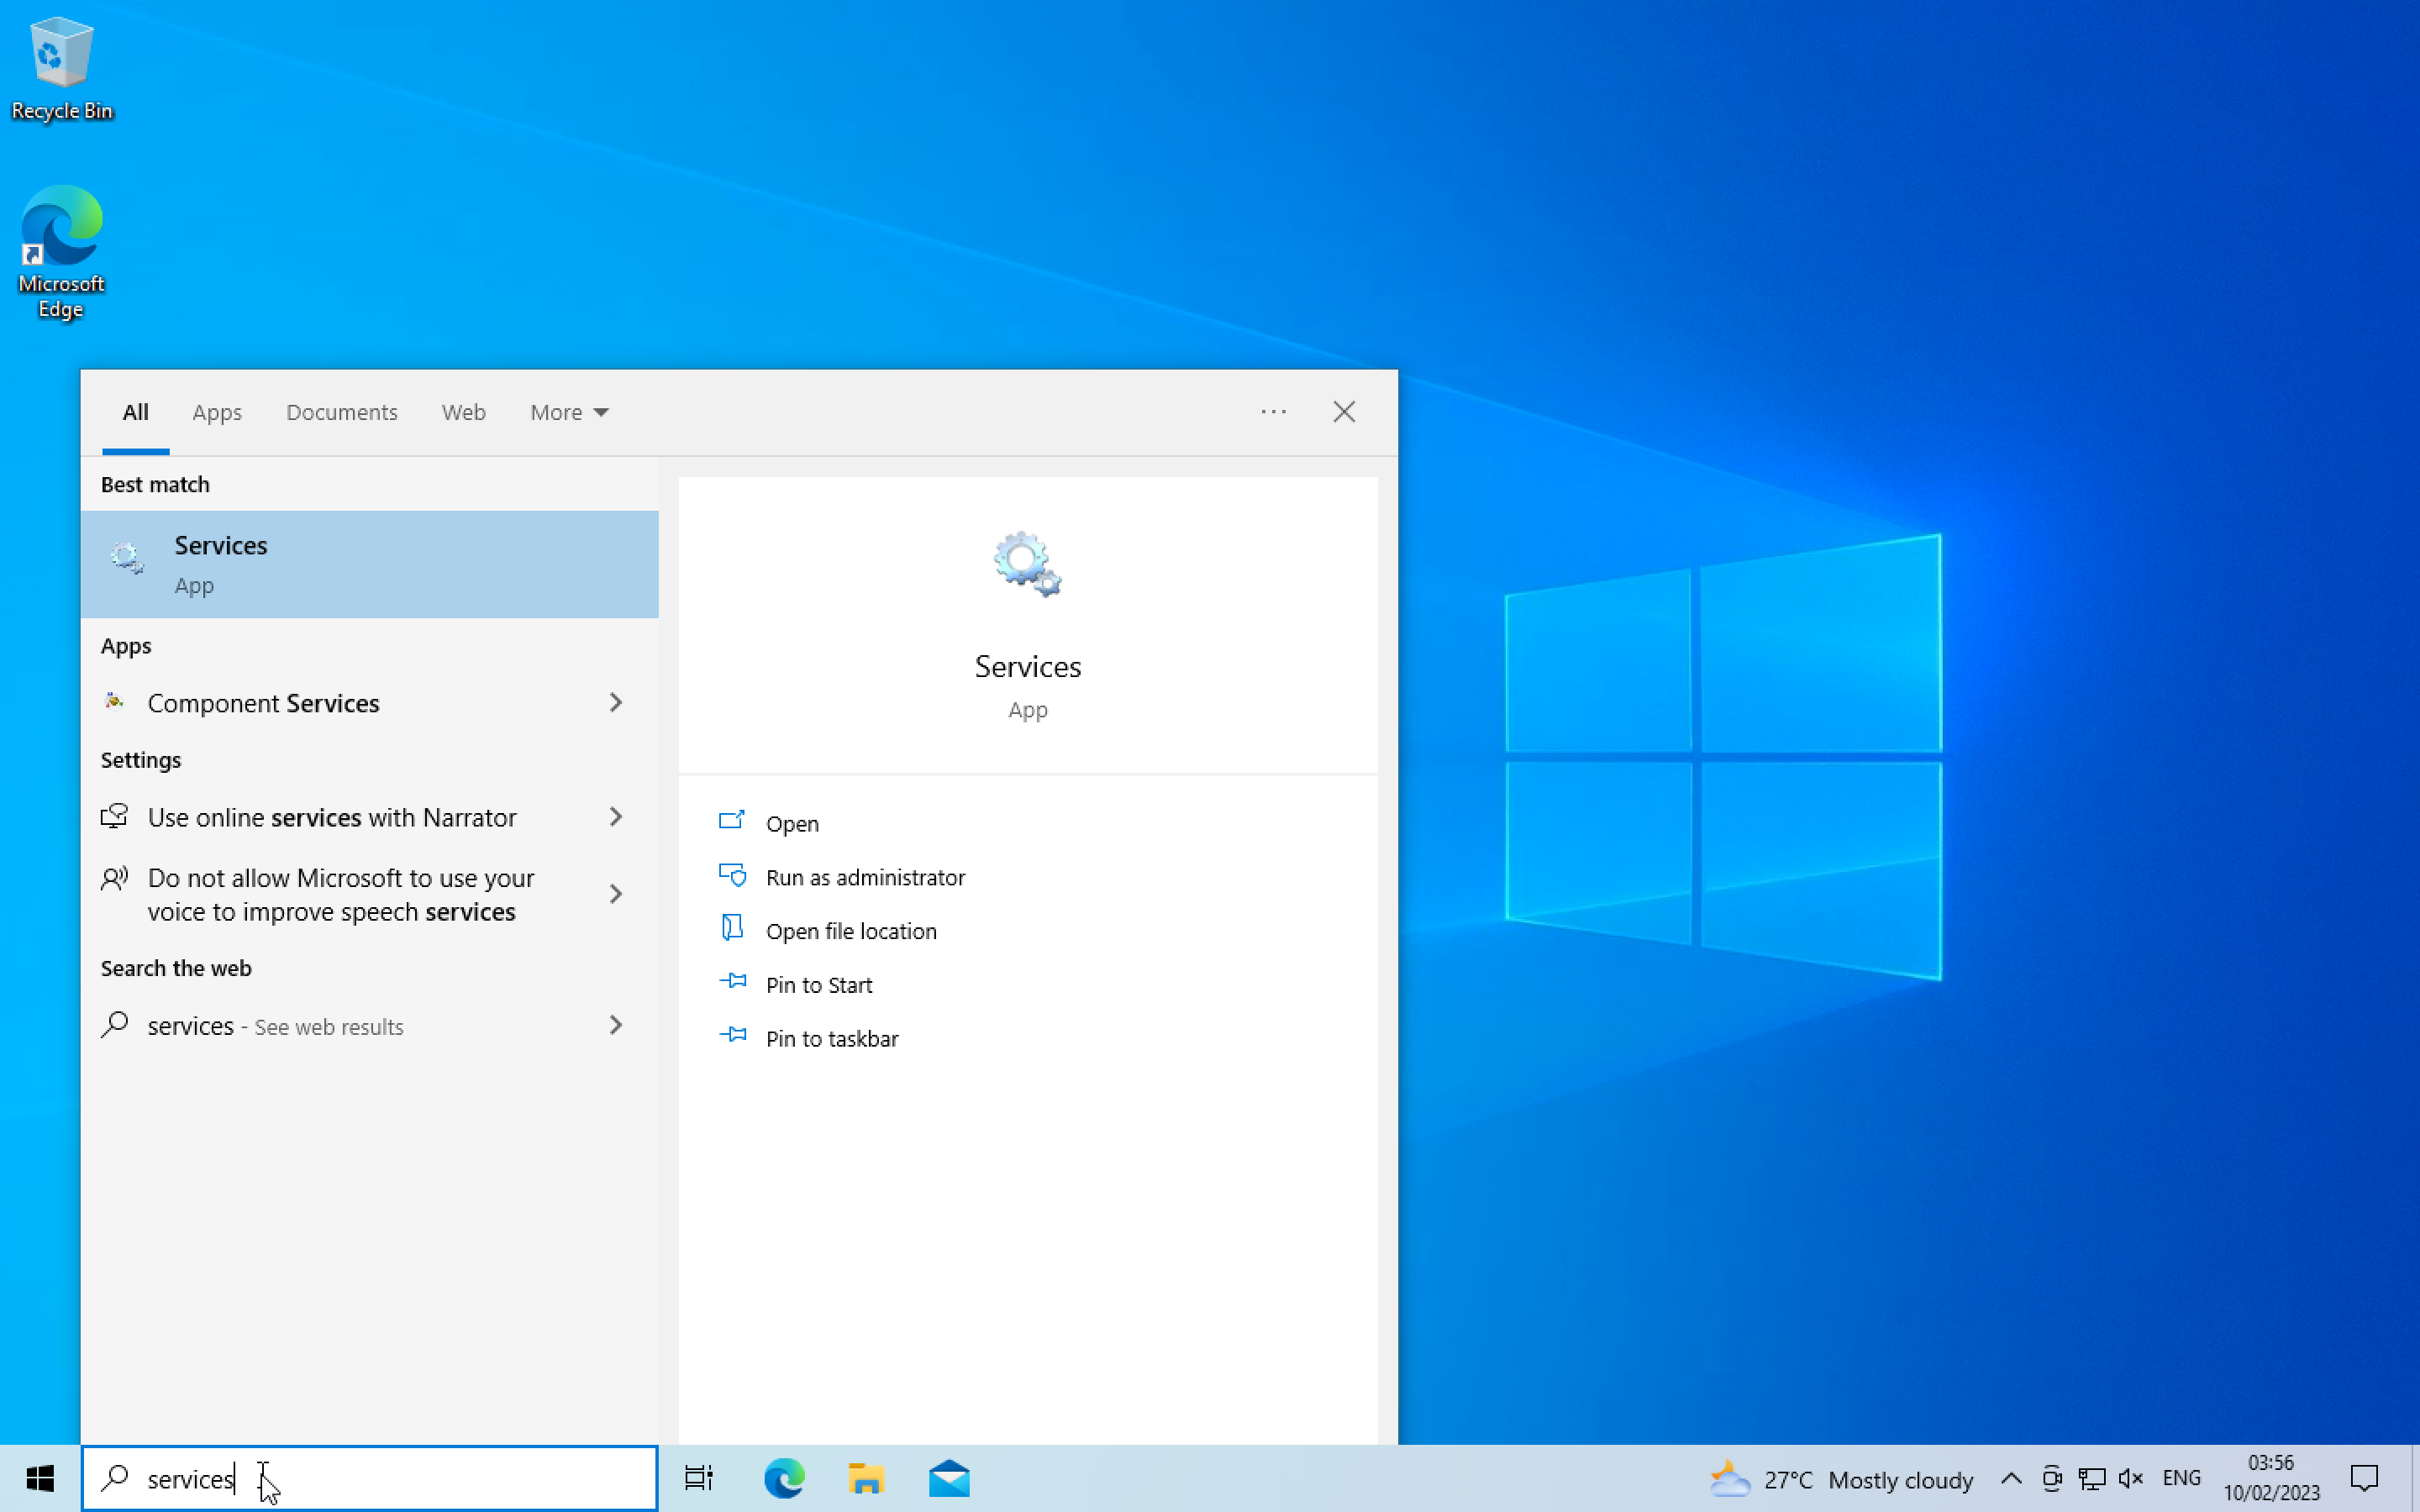 Recycle Bin
Microsoft
Edge
All Apps Documents Web More
Best match
Services
App
Apps
Component Services
Settings
Use online services with Narrator
Do not allow Microsoft to use your
voice to improve speech services
Search the web
services - See web results
Services
App
Open
Run as administrator
Open file location
Pin to Start
Pin to taskbar
services
27°C Mostly cloudy
ENG
03:56
10/02/2023